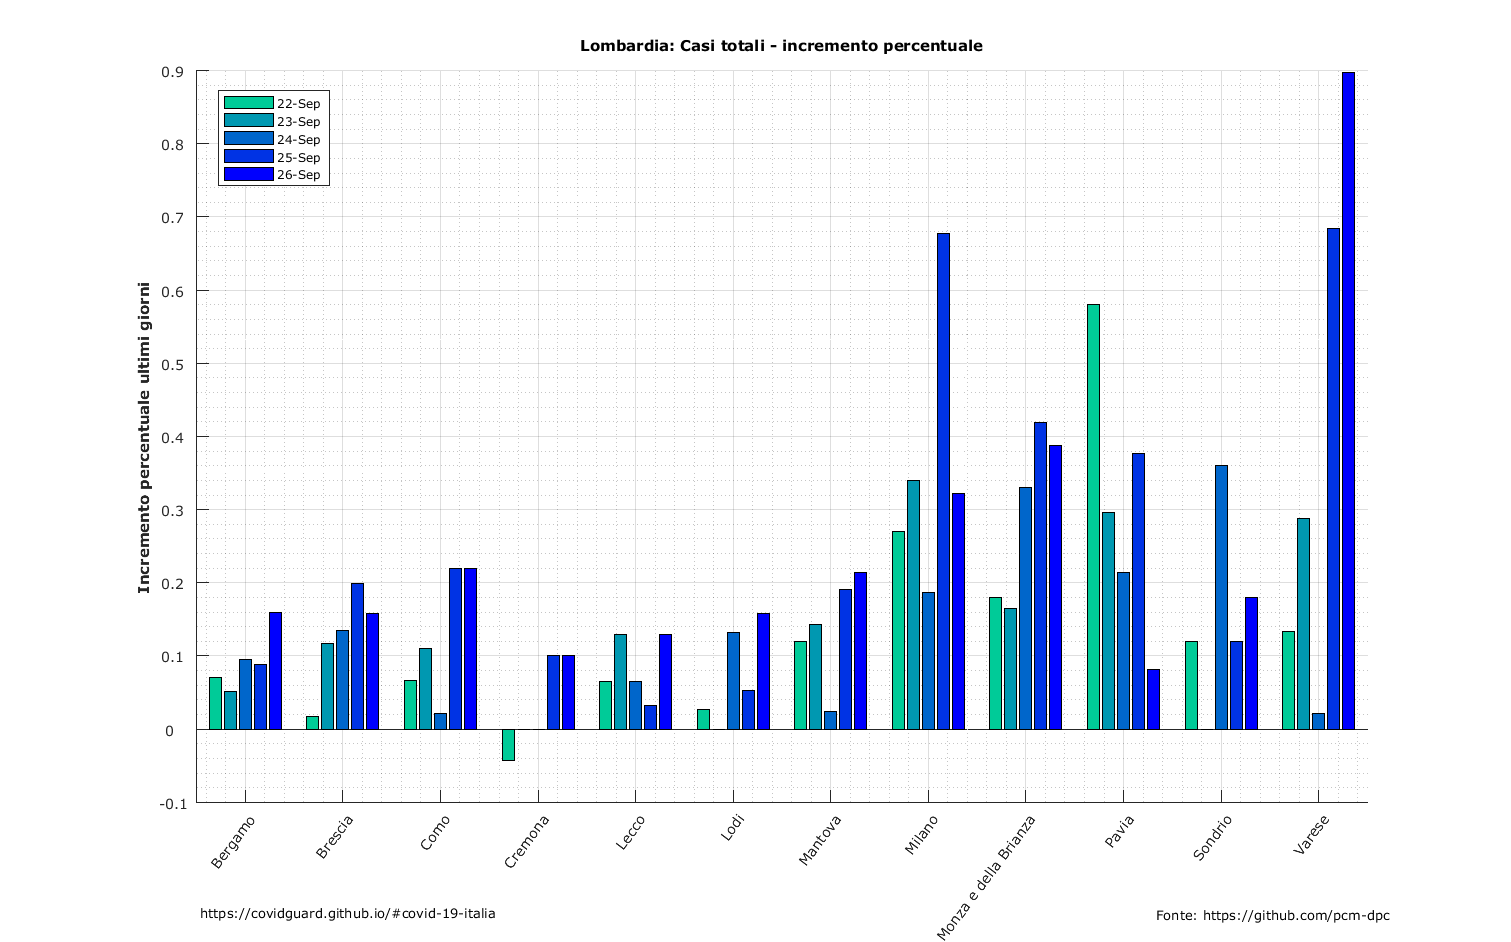 Lombardia: Casi totali - incremento percentuale
0.9
0.8
0.7
0.6
0.5
0.4
0.3
0.2
0.1
0
-0.1
Incremento percentuale ultimi giorni
22-Sep
23-Sep
24-Sep
25-Sep
26-Sep
Bergamo
Brescia
Como
Cremona
Lecco
Lodi
Mantova
Milano
Monza e della Brianza
Pavia
Sondrio
Varese
https://covidguard.github.io/#covid-19-italia
Fonte: https://github.com/pcm-dpc